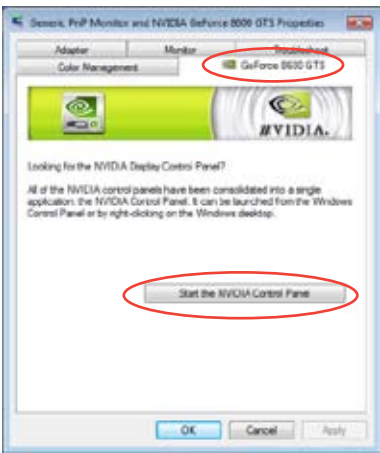 Generic PnP Monitor and NVIDIA GeForce 8600 GTS Properties
Adapter Monitor Troubleshoot
Color Management GeForce 8600 GTS
NVIDIA.
Looking for the NVIDIA Display Control Panel?
All of the NVIDIA control panels have been consolidated into a single
application: the NVIDIA Control Panel. It can be launched from the Windows
Control Panel or by right-clicking on the Windows desktop.
Start the NVIDIA Control Panel
OK Cancel Apply